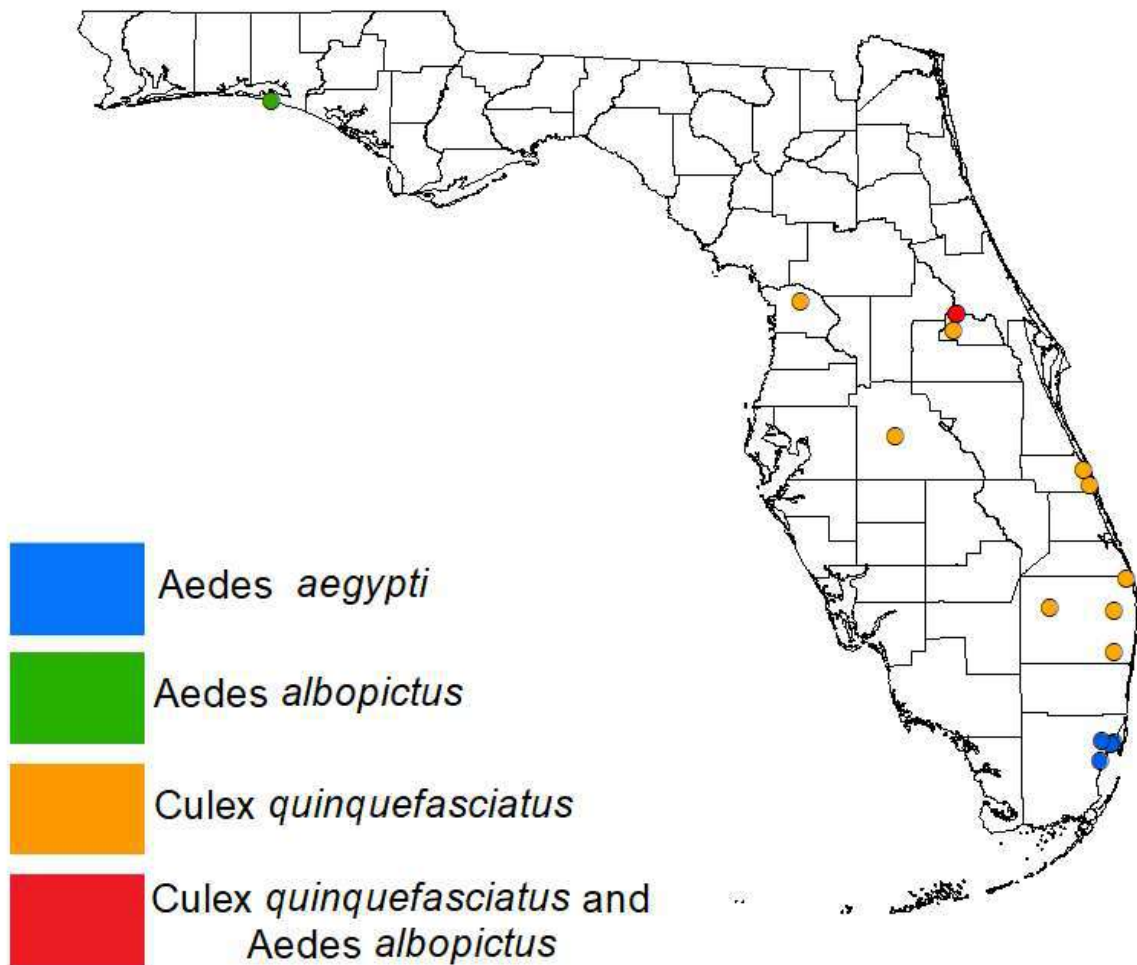 Aedes aegypti
Aedes albopictus
Culex quinquefasciatus
Culex quinquefasciatus and
Aedes albopictus